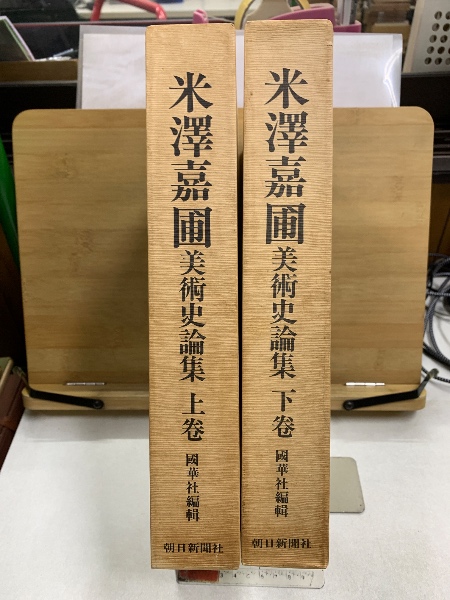 米澤嘉圃
美術史論集 上卷
國華社編輯
朝日新聞社
米澤嘉圃
美術史論集 下卷
國華社編輯
朝日新聞社